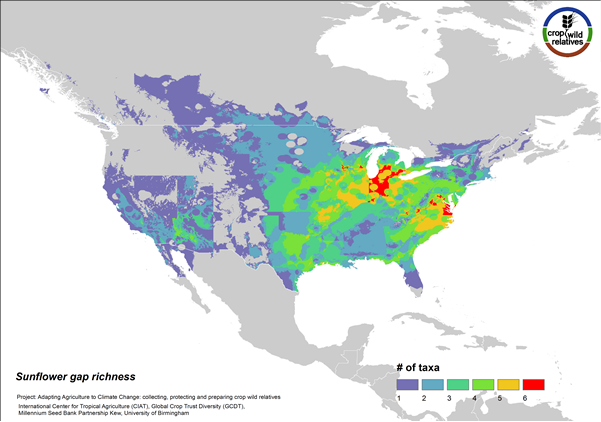 crop wild
relatives
Sunflower gap richness
# of taxa
1 2 3 4 5 6
Project: Adapting Agriculture to Climate Change: collecting, protecting and preparing crop wild relatives
International Center for Tropical Agriculture (CIAT), Global Crop Trust Diversity (GCDT),
Millennium Seed Bank Partnership Kew, University of Birmingham